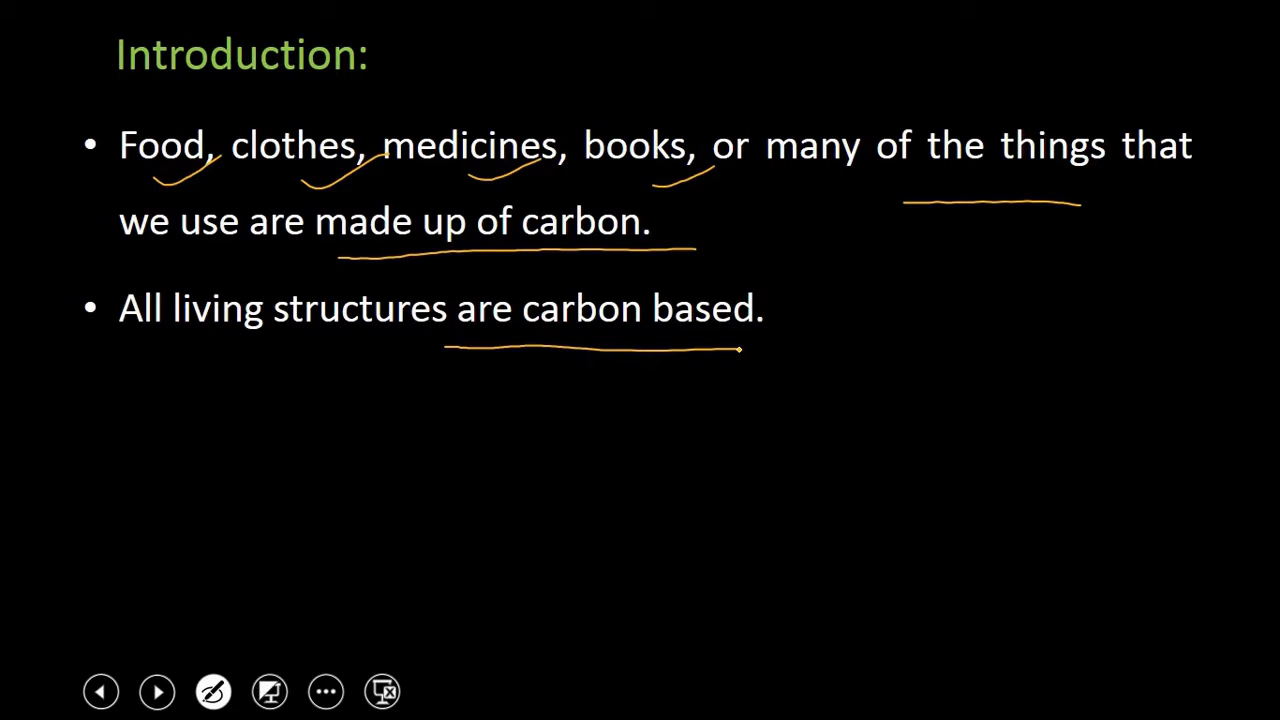 Introduction:
• Food, clothes, medicines, books, or many of the things that
we use are made up of carbon.
• All living structures are carbon based.